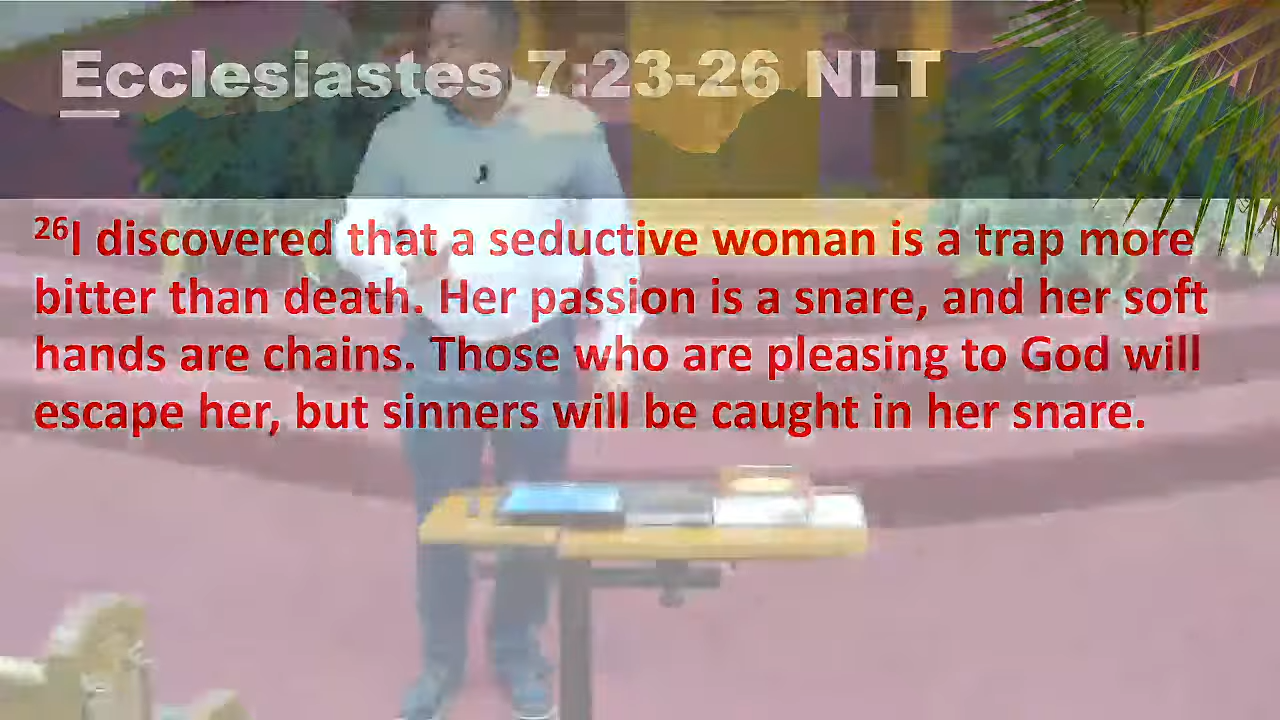 Ecclesiastes 7:23-26 NLT
26I discovered that a seductive woman is a trap more
bitter than death. Her passion is a snare, and her soft
hands are chains. Those who are pleasing to God will
escape her, but sinners will be caught in her snare.